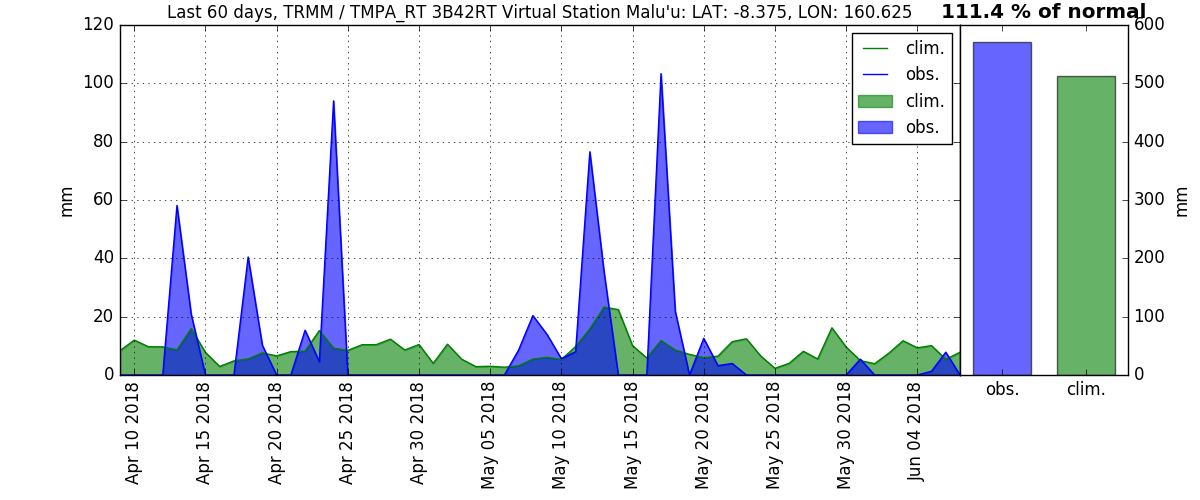 Last 60 days, TRMM / TMPA_RT 3B42RT Virtual Station Malu'u: LAT: -8.375, LON: 160.625
111.4 % of normal
120
100
80
60
40
20
0
mm
clim.
obs.
clim.
obs.
600
500
400
300
200
100
0
mm
Apr 10 2018
Apr 15 2018
Apr 20 2018
Apr 25 2018
Apr 30 2018
May 05 2018
May 10 2018
May 15 2018
May 20 2018
May 25 2018
May 30 2018
Jun 04 2018
obs.
clim.